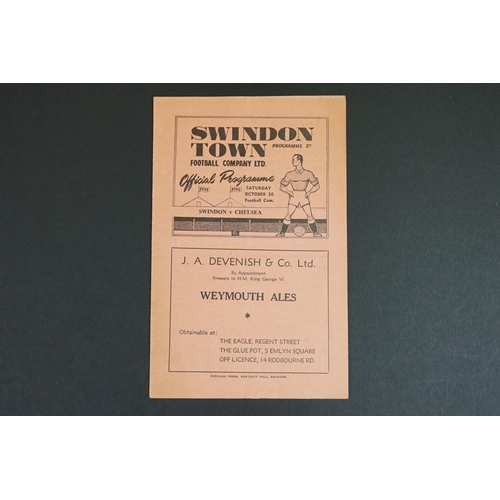 SWINDON
TOWN PROGRAMME 2D
FOOTBALL COMPANY LTD.
Official Programme
SATURDAY
OCTOBER 20
Football Com.
SWINDON v CHELSEA
J. A. DEVENISH & Co. Ltd.
By Appointment
Brewers to H.M. King George VI
WEYMOUTH ALES
*
Obtainable at:
THE EAGLE, REGENT STREET
THE GLUE POT, 5 EMLYN SQUARE
OFF LICENCE, 14 RODBOURNE RD.